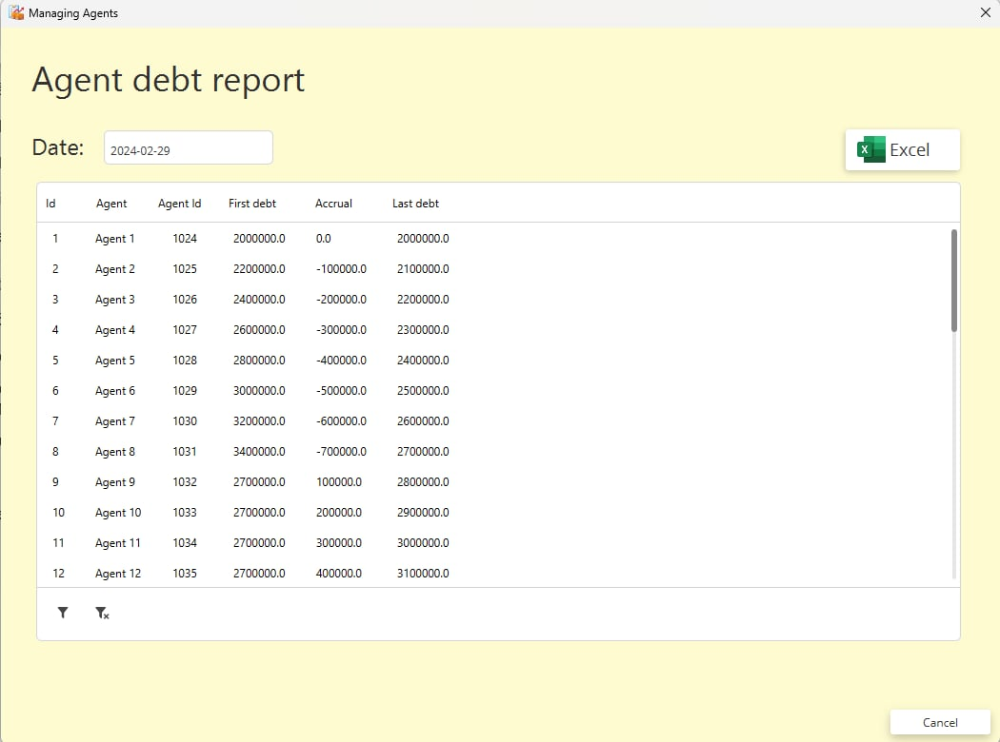 Managing Agents
Agent debt report
Date: 2024-02-29
Excel
Id Agent Agent Id First debt Accrual Last debt
1 Agent 1 1024 2000000.0 0.0 2000000.0
2 Agent 2 1025 2200000.0 -100000.0 2100000.0
3 Agent 3 1026 2400000.0 -200000.0 2200000.0
4 Agent 4 1027 2600000.0 -300000.0 2300000.0
5 Agent 5 1028 2800000.0 -400000.0 2400000.0
6 Agent 6 1029 3000000.0 -500000.0 2500000.0
7 Agent 7 1030 3200000.0 -600000.0 2600000.0
8 Agent 8 1031 3400000.0 -700000.0 2700000.0
9 Agent 9 1032 2700000.0 100000.0 2800000.0
10 Agent 10 1033 2700000.0 200000.0 2900000.0
11 Agent 11 1034 2700000.0 300000.0 3000000.0
12 Agent 12 1035 2700000.0 400000.0 3100000.0
Cancel